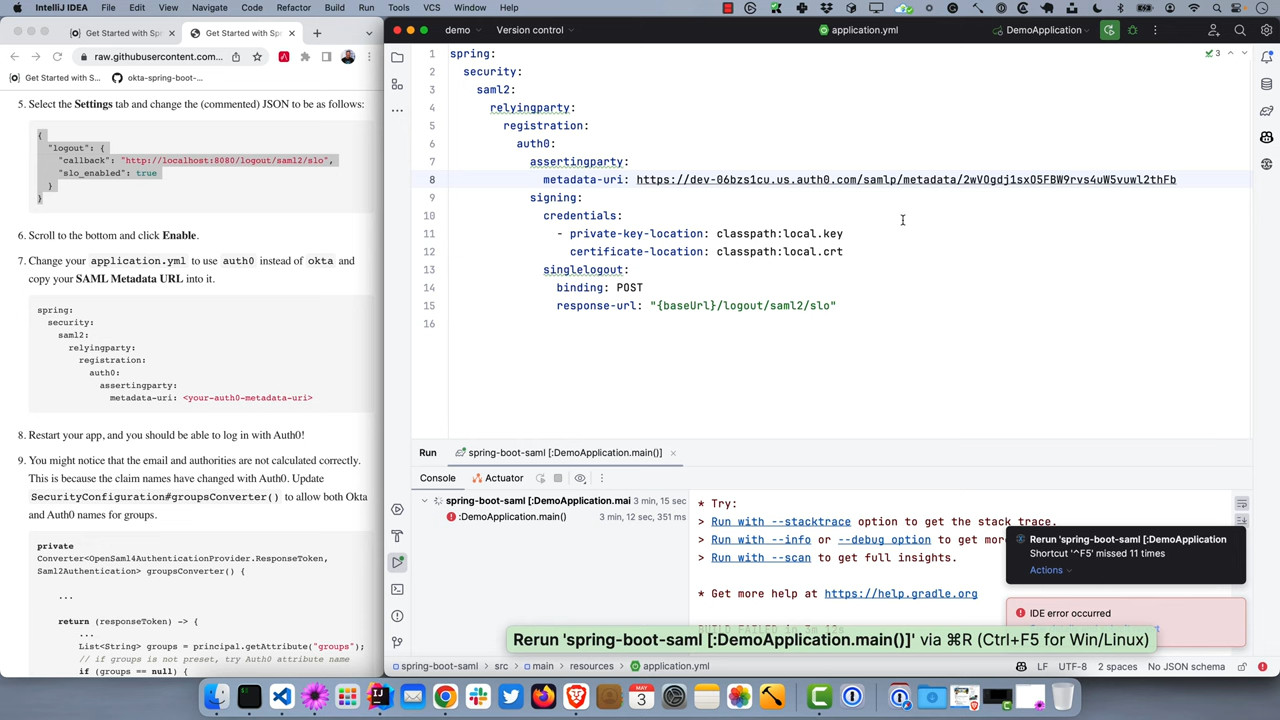 IntelliJ IDEA
File
Edit
View
Navigate
Code
Refactor
Build
Run
Tools
VCS
Window
Help
Get Started with Spr
Get Started with Spr
raw.githubusercontent.com...
Get Started with S...
okta-spring-boot-...
5. Select the Settings tab and change the (commented) JSON to be as follows:
{
"logout": {
"callback": "http://localhost:8080/logout/saml2/slo",
"slo_enabled": true
}
}
6. Scroll to the bottom and click Enable.
7. Change your application.yml to use auth0 instead of okta and
copy your SAML Metadata URL into it.
spring:
security:
saml2:
relyingparty:
registration:
auth0:
assertingparty:
metadata-uri: <your-auth0-metadata-uri>
8. Restart your app, and you should be able to log in with Auth0!
9. You might notice that the email and authorities are not calculated correctly.
This is because the claim names have changed with Auth0. Update
SecurityConfiguration#groupsConverter() to allow both Okta
and Auth0 names for groups.
private
Converter<OpenSaml4AuthenticationProvider.ResponseToken,
Saml2Authentication> groupsConverter() {
...
return (responseToken) -> {
...
List<String> groups = principal.getAttribute("groups");
// if groups is not preset, try Auth0 attribute name
if (groups == null) {
demo
Version control
application.yml
DemoApplication
3
1 spring:
2 security:
3 saml2:
4 relyingparty:
5 registration:
6 auth0:
7 assertingparty:
8 metadata-uri: https://dev-06bzs1cu.us.auth0.com/samlp/metadata/2wVOgdj1sxO5FBW9rvs4uW5vuwl2thFb
9 signing:
10 credentials:
11 - private-key-location: classpath:local.key
12 certificate-location: classpath:local.crt
13 singlelogout:
14 binding: POST
15 response-url: "{baseUrl}/logout/saml2/slo"
16
Run
spring-boot-saml [:DemoApplication.main()]
Console
Actuator
spring-boot-saml [:DemoApplication.mai 3 min, 15 sec
:DemoApplication.main() 3 min, 12 sec, 351 ms
* Try:
> Run with --stacktrace option to get the stack trace.
> Run with --info or --debug option to get mor
> Run with --scan to get full insights.
* Get more help at https://help.gradle.org
Rerun 'spring-boot-saml [:DemoApplication
Shortcut '^F5' missed 11 times
Actions
IDE error occurred
Rerun 'spring-boot-saml [:DemoApplication.main()]' via ⌘R (Ctrl+F5 for Win/Linux)
spring-boot-saml > src > main > resources > application.yml
LF
UTF-8
2 spaces
No JSON schema
MAY
3